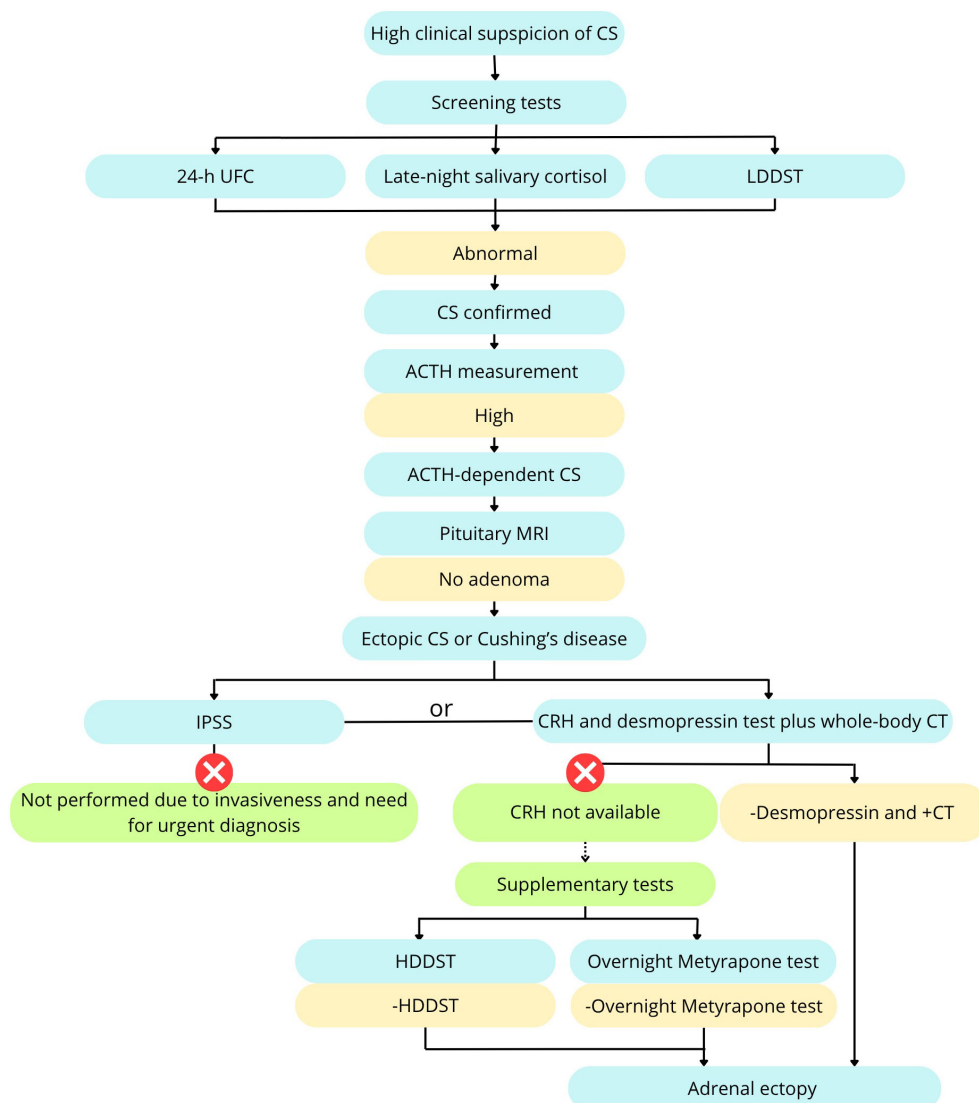 High clinical supspicion of CS
Screening tests
24-h UFC
Late-night salivary cortisol
LDDST
Abnormal
CS confirmed
ACTH measurement
High
ACTH-dependent CS
Pituitary MRI
No adenoma
Ectopic CS or Cushing’s disease
IPSS
or
CRH and desmopressin test plus whole-body CT
Not performed due to invasiveness and need
for urgent diagnosis
CRH not available
-Desmopressin and +CT
Supplementary tests
HDDST
Overnight Metyrapone test
-HDDST
-Overnight Metyrapone test
Adrenal ectopy